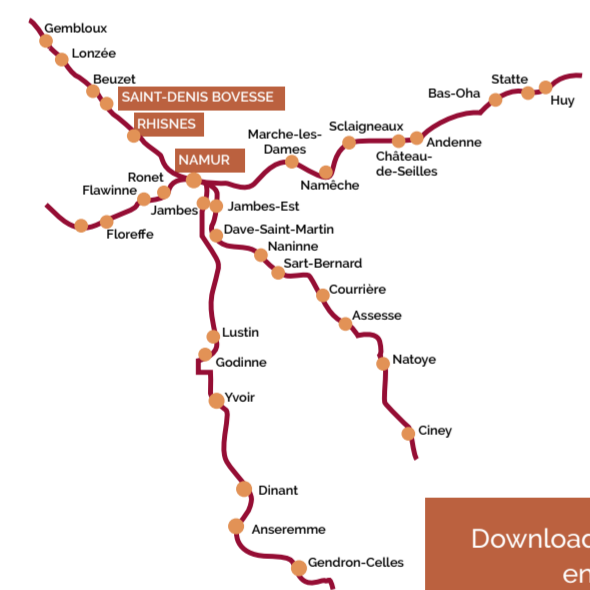 Gembloux
Lonzée
Beuzet
SAINT-DENIS BOVESSE
RHISNES
NAMUR
Ronet
Flawinne
Floreffe
Jambes
Jambes-Est
Marche-les-
Dames
Namêche
Sclaigneaux
Château-
de-Seilles
Andenne
Bas-Oha
Statte
Huy
Dave-Saint-Martin
Naninne
Sart-Bernard
Courrière
Assesse
Natoye
Ciney
Lustin
Godinne
Yvoir
Dinant
Anseremme
Gendron-Celles
Download
en